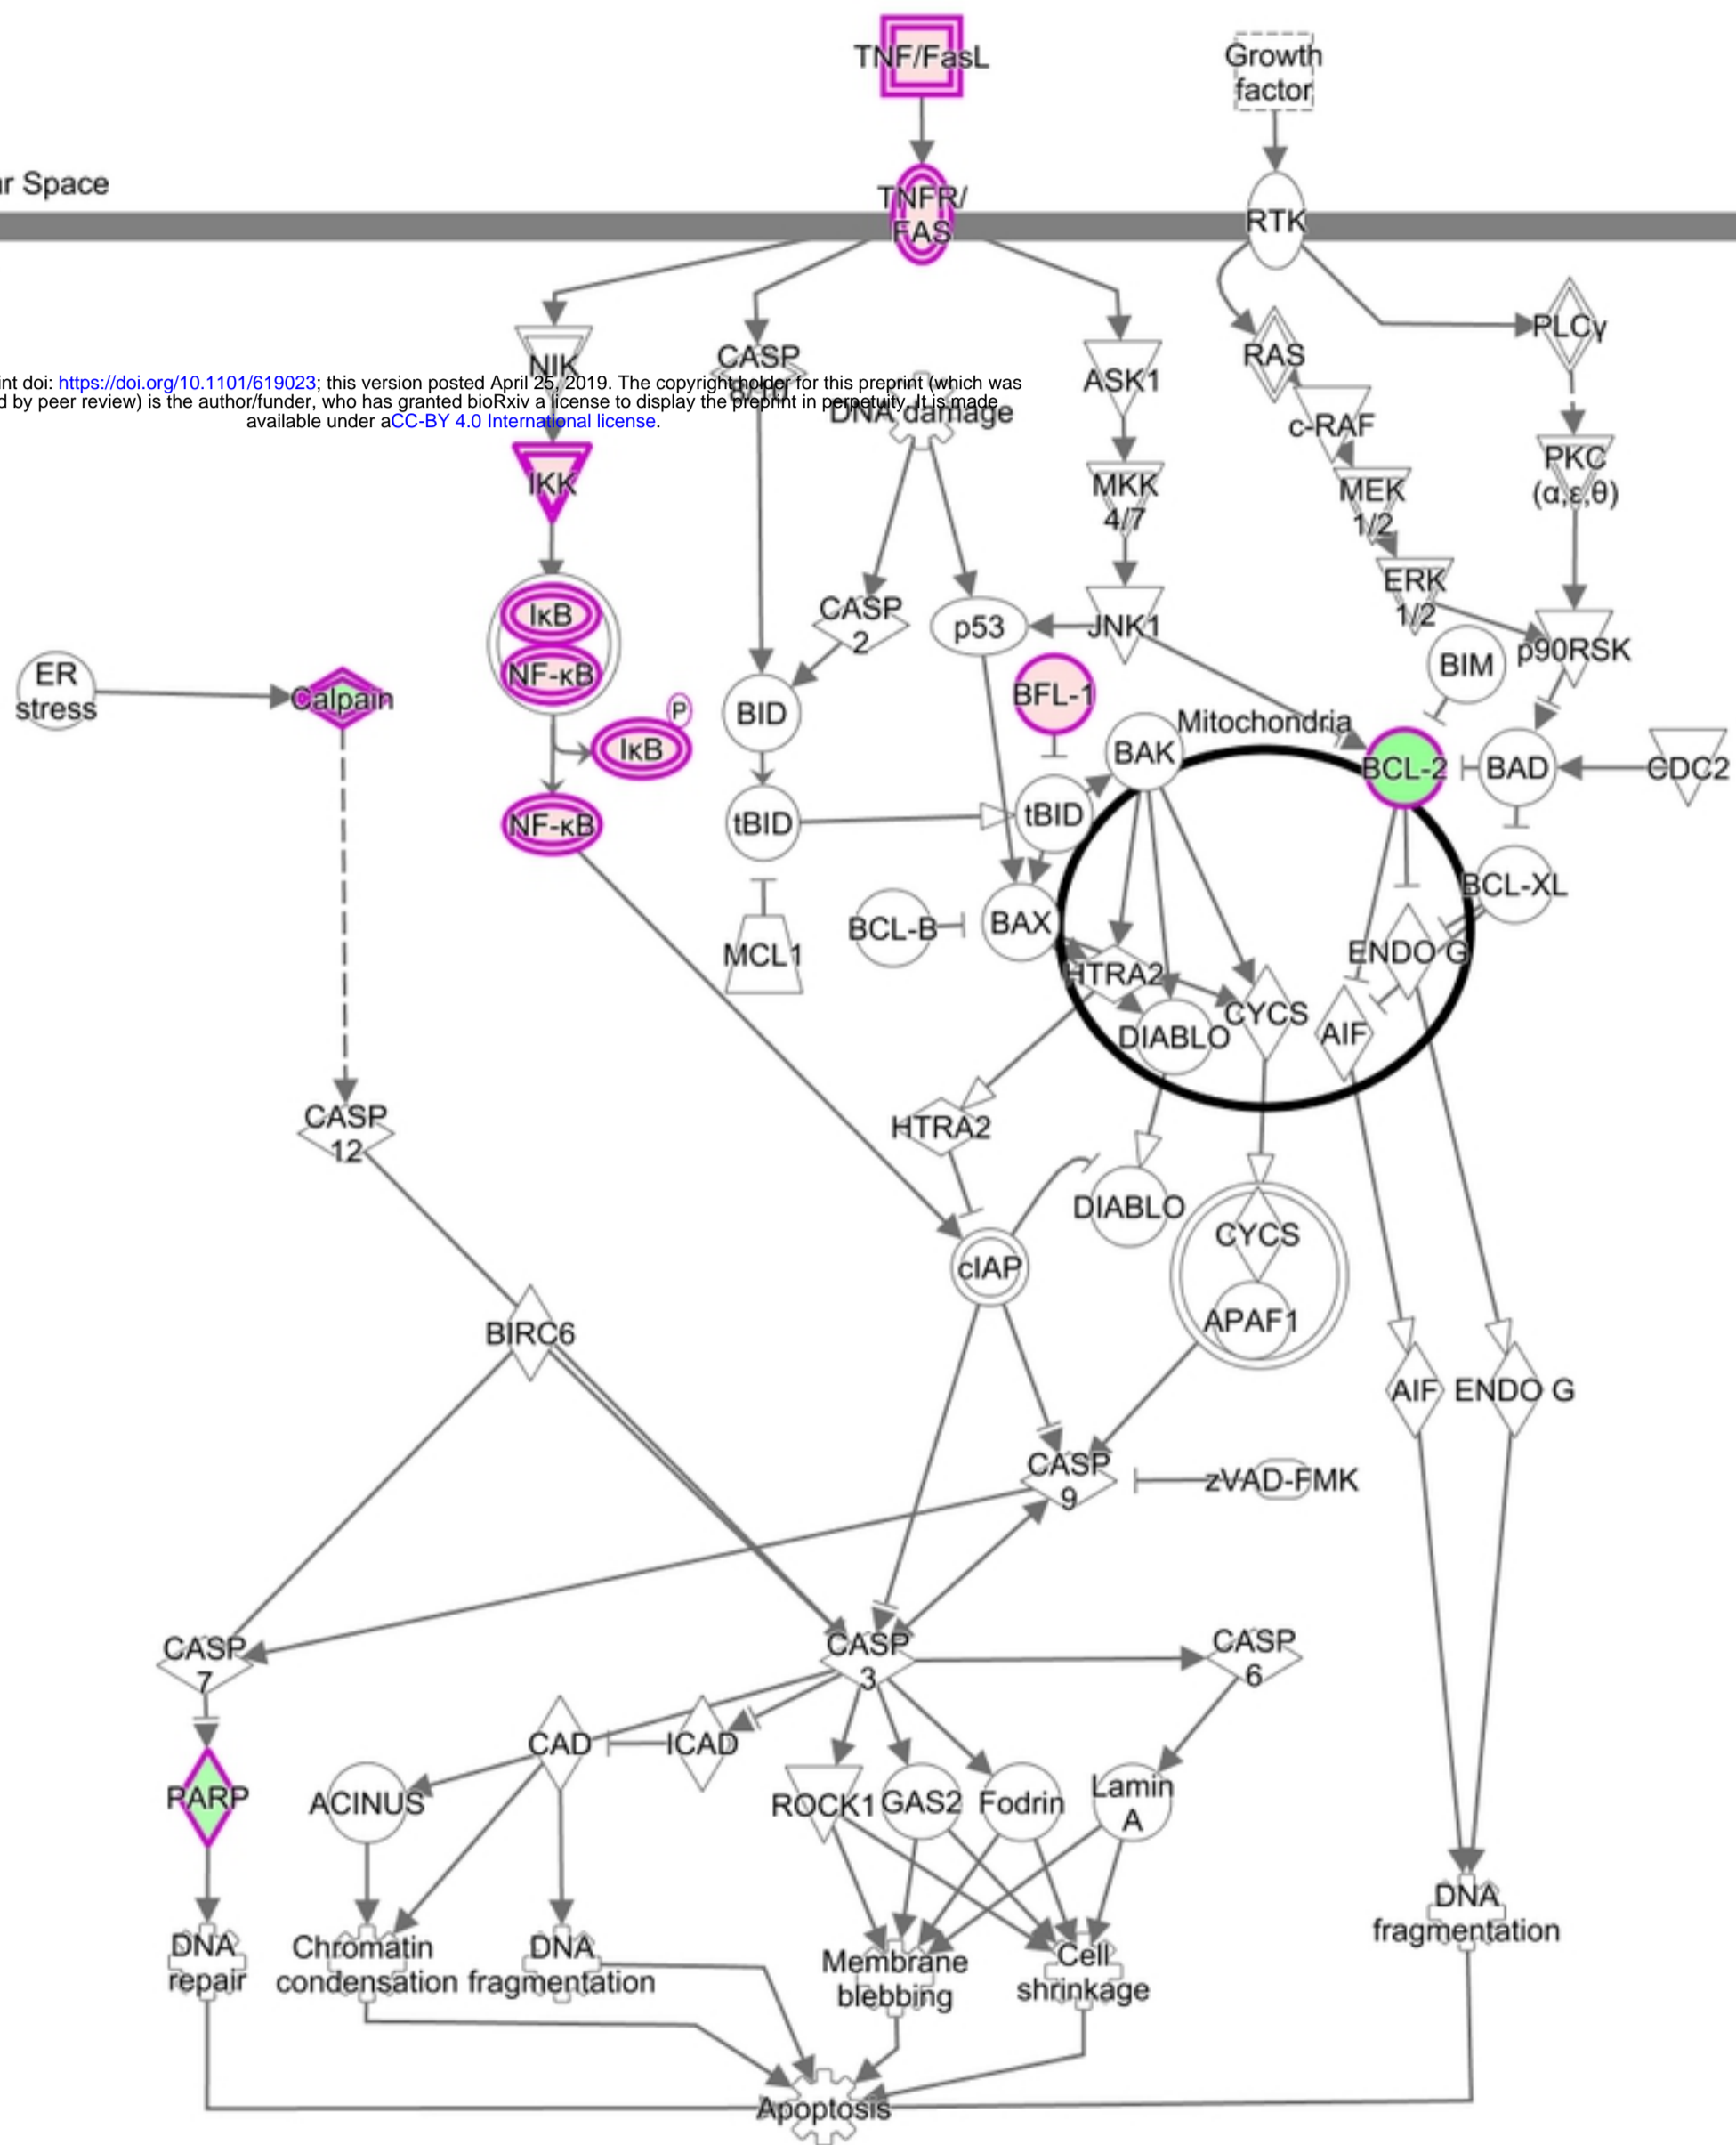 TNF/FasL
Growth
factor
r Space
TNFR/
FAS
RTK
NIK
CASP
8/10
ASK1
RAS
PLCγ
int doi: https://doi.org/10.1101/619023; this version posted April 25, 2019. The copyright holder for this preprint (which was
d by peer review) is the author/funder, who has granted bioRxiv a license to display the preprint in perpetuity. It is made
available under aCC-BY 4.0 International license.
DNA damage
c-RAF
IKK
MKK
4/7
MEK
1/2
PKC
(α,ε,θ)
IκB
NF-κB
CASP
2
p53
JNK1
ERK
1/2
p90RSK
BIM
ER
stress
Calpain
P
IκB
BID
BFL-1
Mitochondria
BAK
BCL-2
BAD
CDC2
NF-κB
tBID
tBID
BCL-XL
MCL1
BCL-B
BAX
HTRA2
DIABLO
CYCS
ENDO G
AIF
CASP
12
HTRA2
DIABLO
CYCS
APAF1
cIAP
BIRC6
AIF
ENDO G
CASP
9
zVAD-FMK
CASP
7
CASP
3
CASP
6
CAD
ICAD
PARP
ACINUS
ROCK1
GAS2
Fodrin
Lamin
A
DNA
repair
Chromatin
condensation
DNA
fragmentation
Membrane
blebbing
Cell
shrinkage
DNA
fragmentation
Apoptosis